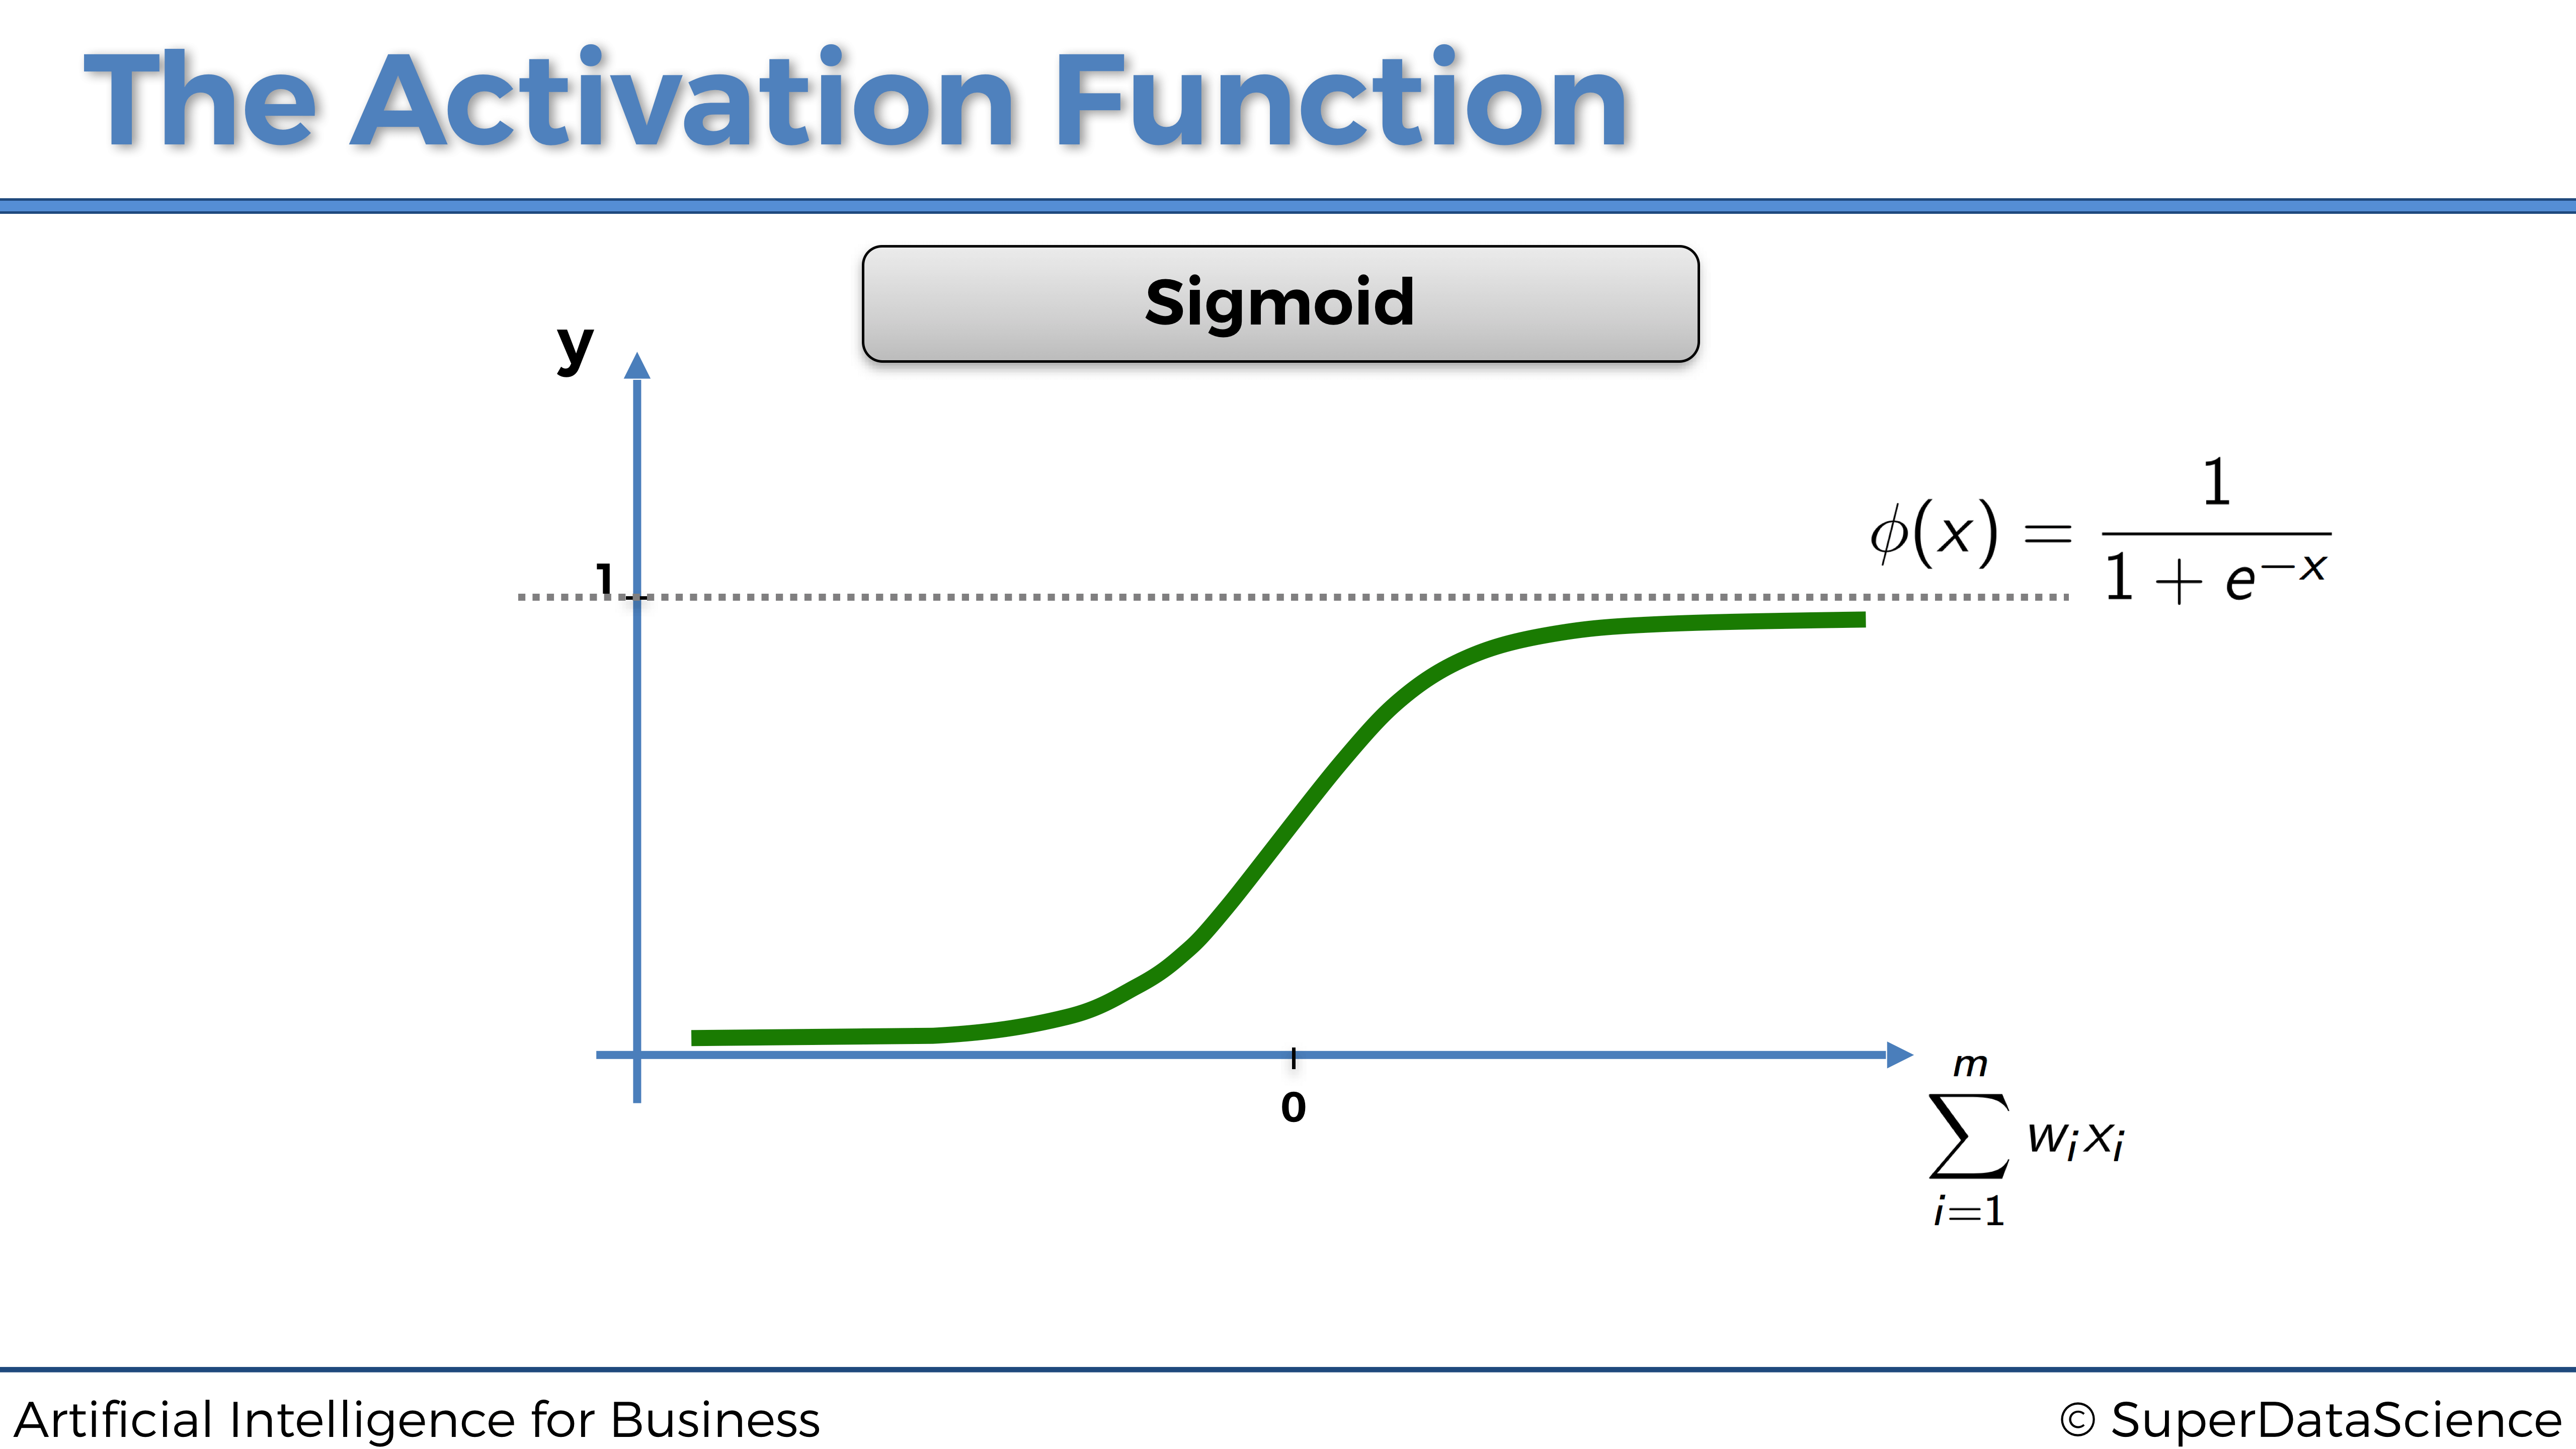 The Activation Function
Sigmoid
y
ϕ(x) = 1 / (1 + e^{−x})
1
0
∑_{i=1}^{m} w_i x_i
Artificial Intelligence for Business
© SuperDataScience